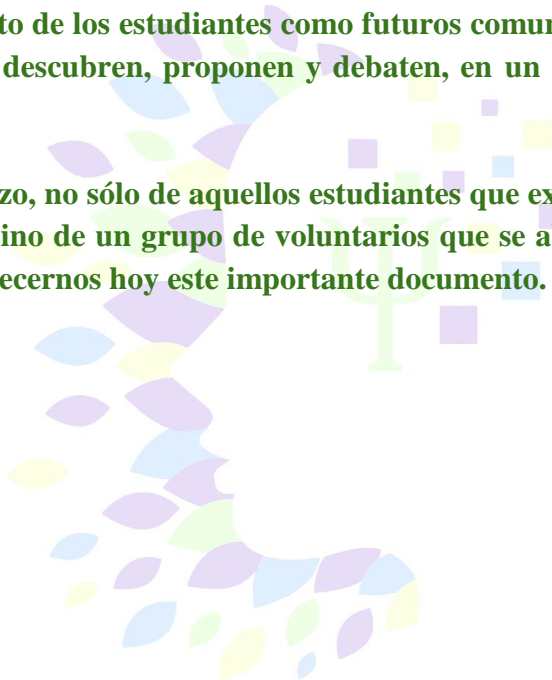 to de los estudiantes como futuros comun
descubren, proponen y debaten, en un
zo, no sólo de aquellos estudiantes que ex
sino de un grupo de voluntarios que se a
ecernos hoy este importante documento.